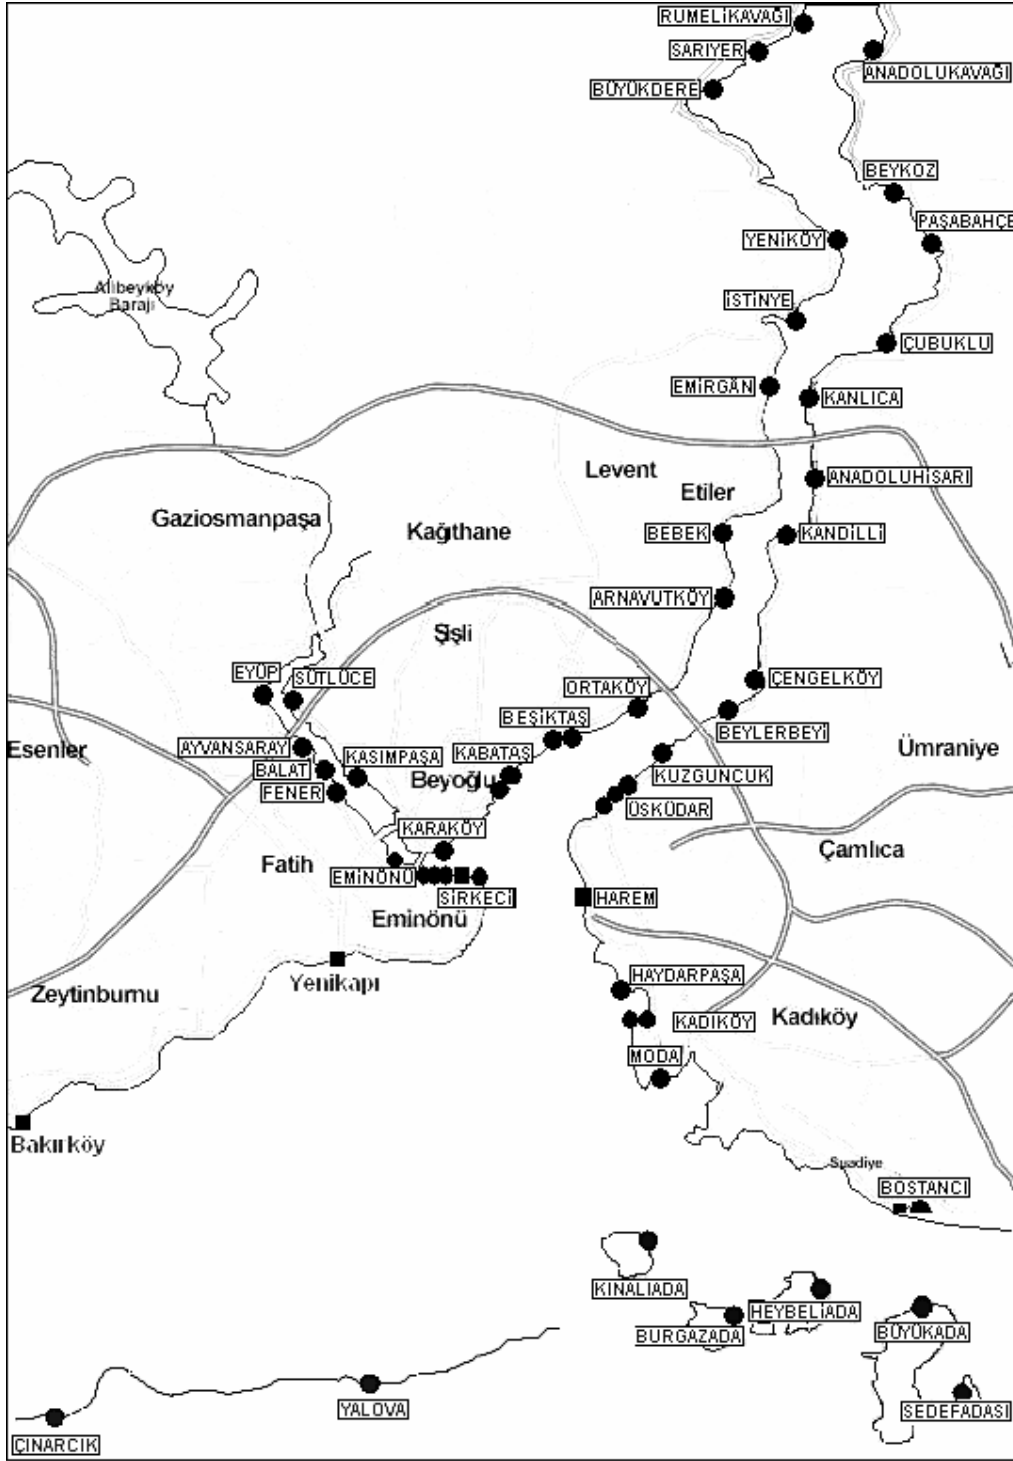 RUMELİKAVAĞI
SARIYER
ANADOLUKAVAĞI
BÜYÜKDERE
BEYKOZ
PAŞABAHÇE
YENİKÖY
Alibeyköy
Barajı
İSTİNYE
ÇUBUKLU
EMİRGÂN
KANLICA
Levent
ANADOLUHİSARI
Etiler
Gaziosmanpaşa
Kağıthane
BEBEK
KANDİLLİ
ARNAVUTKÖY
Şişli
EYÜP
SÜTLÜCE
ÇENGELKÖY
ORTAKÖY
BEŞİKTAŞ
BEYLERBEYİ
Esenler
AYVANSARAY
KABATAŞ
Ümraniye
KASIMPAŞA
BALAT
Beyoğlu
KUZGUNCUK
FENER
ÜSKÜDAR
KARAKÖY
Çamlıca
Fatih
EMİNÖNÜ
SİRKECİ
HAREM
Eminönü
HAYDARPAŞA
Yenikapı
Zeytinburnu
KADIKÖY
Kadıköy
MODA
Bakırköy
Suadiye
BOSTANCI
KINALIADA
HEYBELİADA
BURGAZADA
BÜYÜKADA
YALOVA
SEDEFADASI
ÇINARCIK